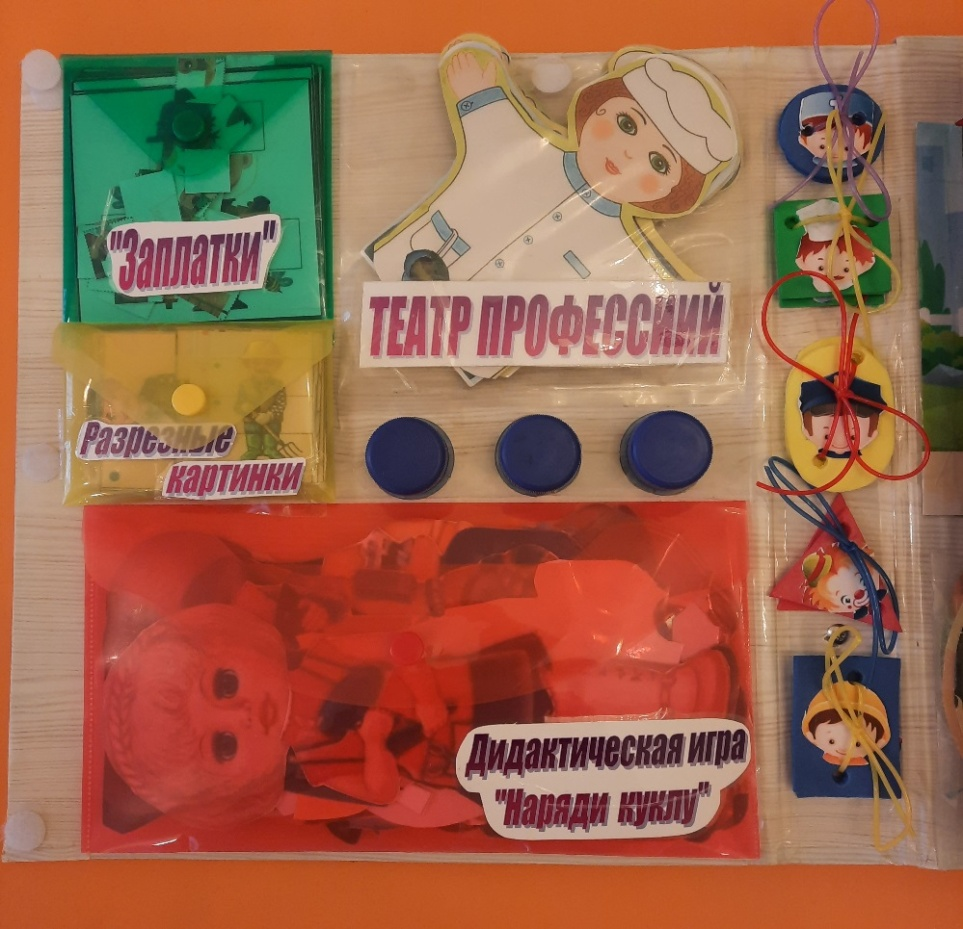 "Заплатки"
ТЕАТР ПРОФЕССИЙ
Разрезные
картинки
Дидактическая игра
"Наряди куклу"